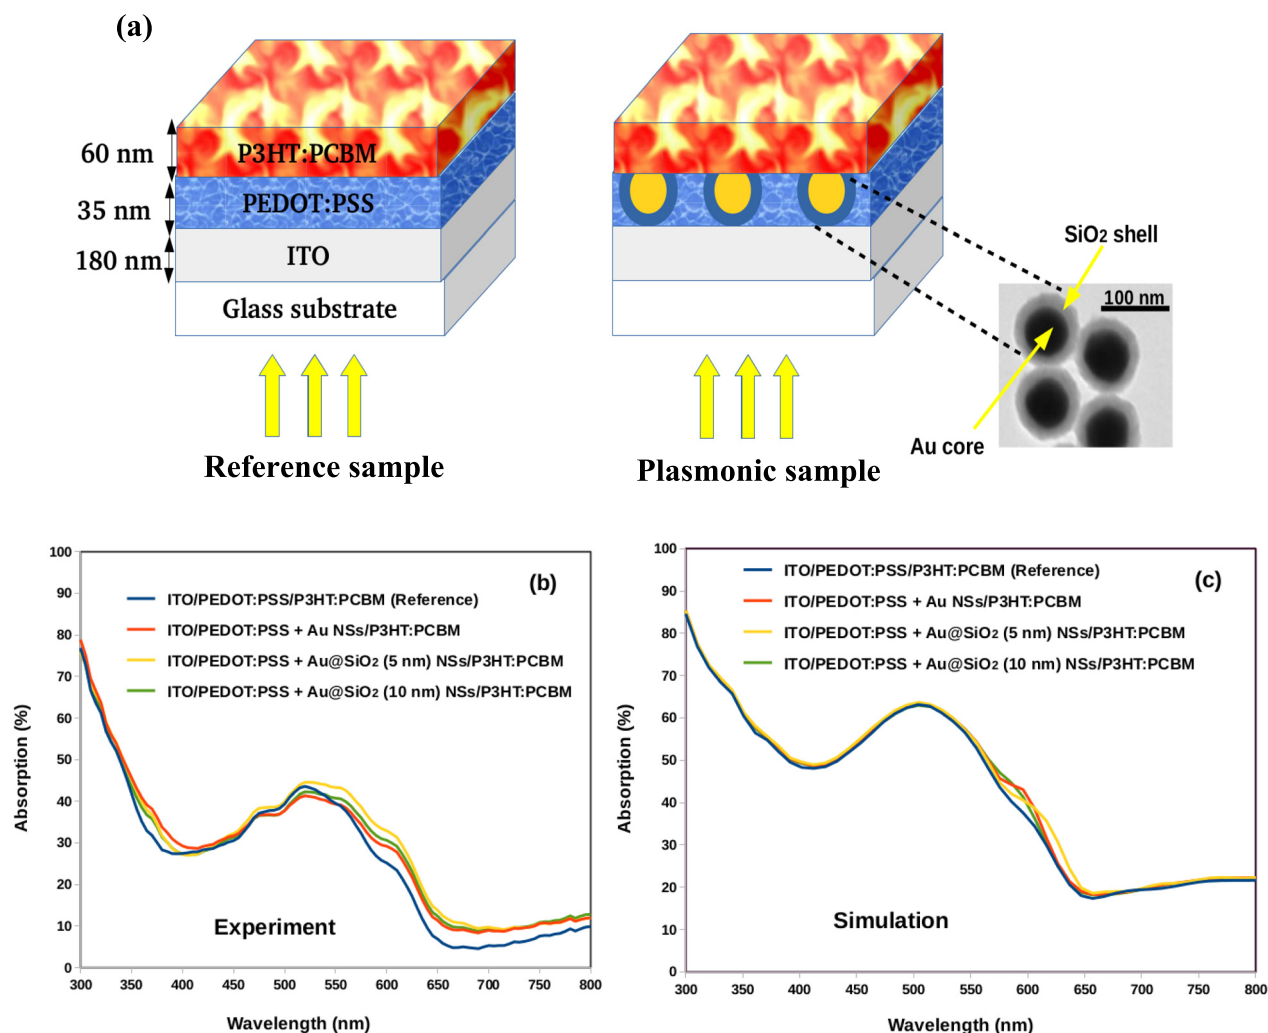 (a)
60 nm
P3HT:PCBM
35 nm
PEDOT:PSS
180 nm
ITO
Glass substrate
SiO2 shell
100 nm
Au core
Reference sample
Plasmonic sample
(b)
ITO/PEDOT:PSS/P3HT:PCBM (Reference)
ITO/PEDOT:PSS + Au NSs/P3HT:PCBM
ITO/PEDOT:PSS + Au@SiO2 (5 nm) NSs/P3HT:PCBM
ITO/PEDOT:PSS + Au@SiO2 (10 nm) NSs/P3HT:PCBM
Absorption (%)
100
90
80
70
60
50
40
30
20
10
0
Experiment
300 350 400 450 500 550 600 650 700 750 800
Wavelength (nm)
(c)
ITO/PEDOT:PSS/P3HT:PCBM (Reference)
ITO/PEDOT:PSS + Au NSs/P3HT:PCBM
ITO/PEDOT:PSS + Au@SiO2 (5 nm) NSs/P3HT:PCBM
ITO/PEDOT:PSS + Au@SiO2 (10 nm) NSs/P3HT:PCBM
Absorption (%)
100
90
80
70
60
50
40
30
20
10
0
Simulation
300 350 400 450 500 550 600 650 700 750 800
Wavelength (nm)